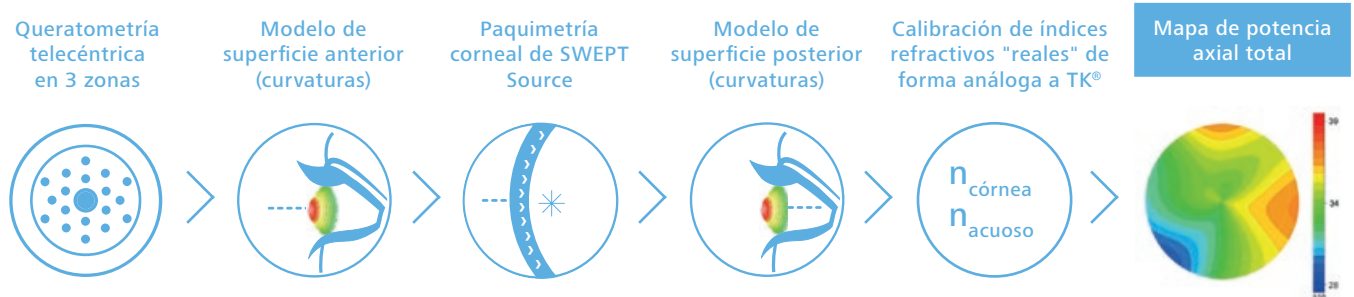 Queratometría
telecéntrica
en 3 zonas
Modelo de
superficie anterior
(curvaturas)
Paquimetría
corneal de SWEPT
Source
Modelo de
superficie posterior
(curvaturas)
Calibración de índices
refractivos "reales" de
forma análoga a TK®
Mapa de potencia
axial total
n córnea
n acuoso
39
34
28